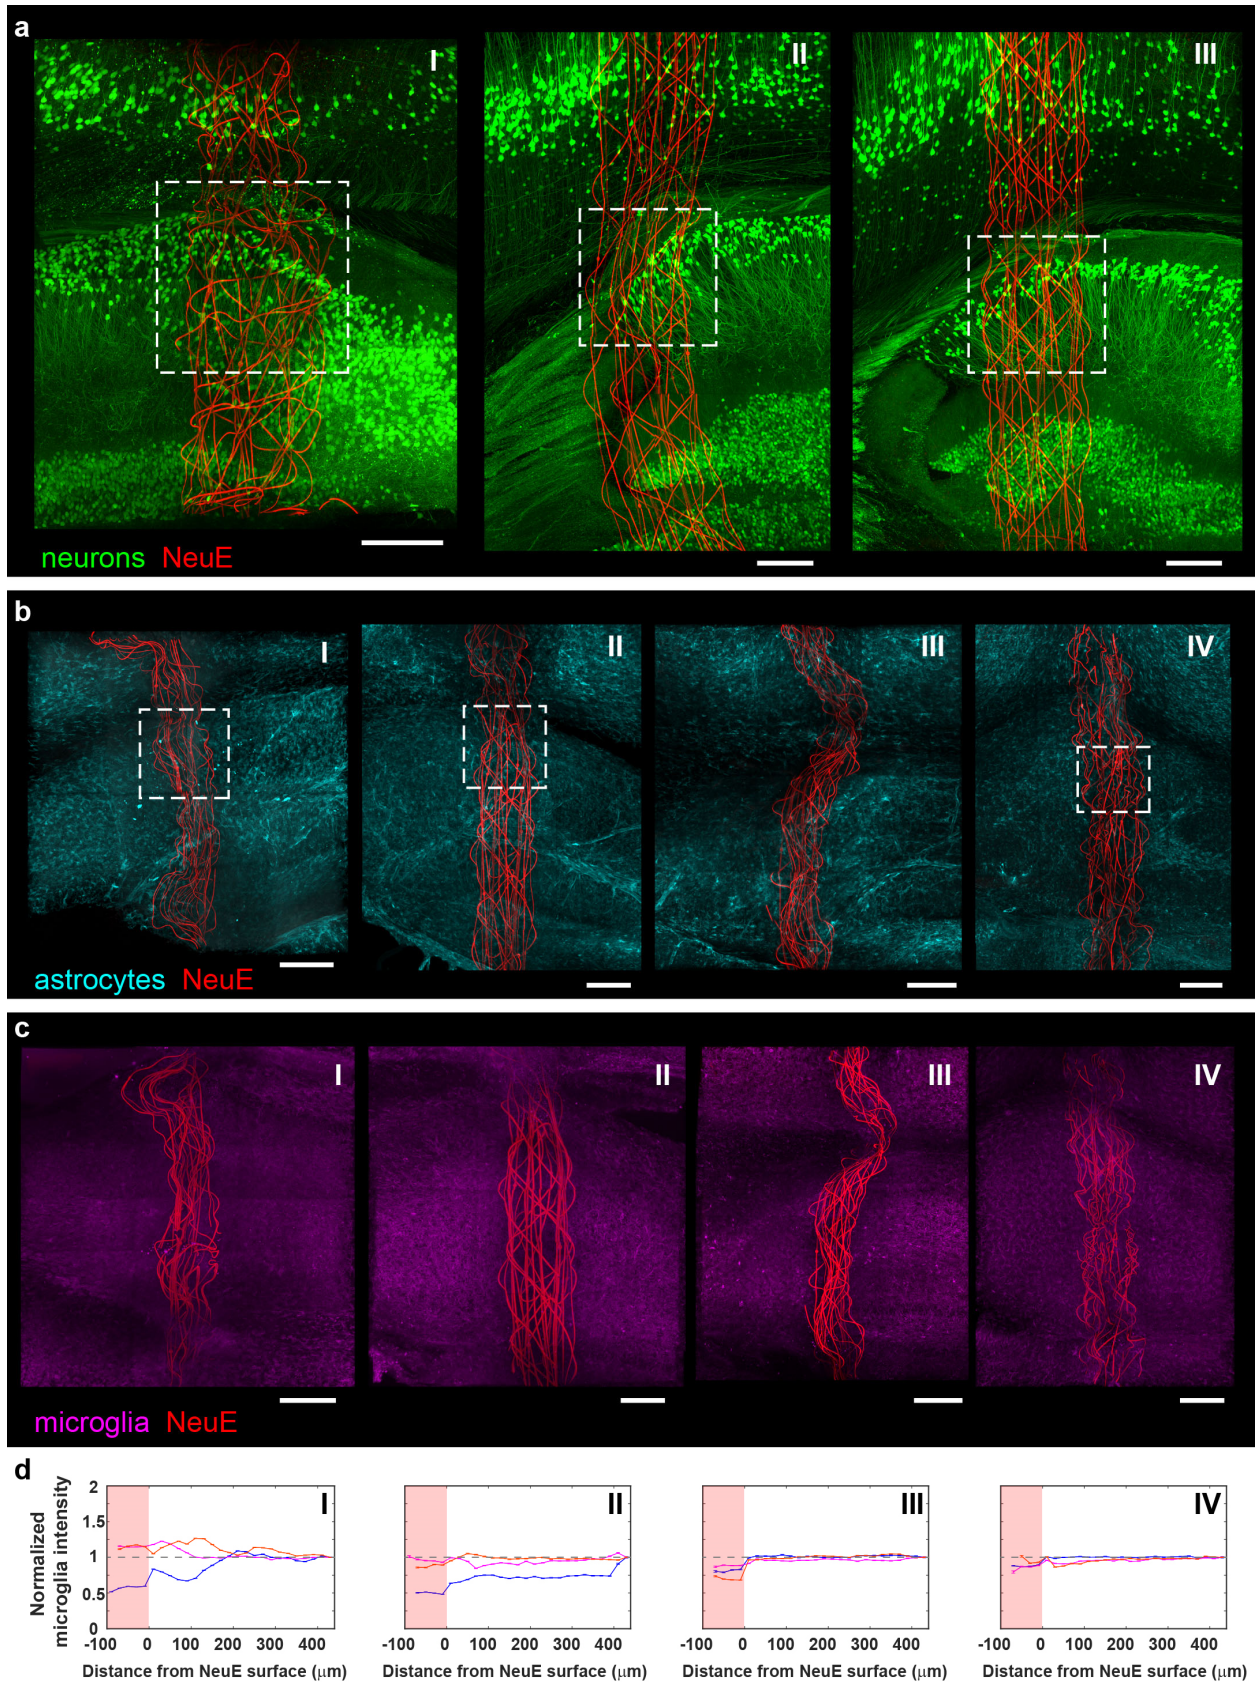 a
I
II
III
neurons NeuE
b
I
II
III
IV
astrocytes NeuE
c
I
II
III
IV
microglia NeuE
d
Normalized
microglia intensity
2
1.5
1
0.5
0
I
II
III
IV
-100 0 100 200 300 400
-100 0 100 200 300 400
-100 0 100 200 300 400
-100 0 100 200 300 400
Distance from NeuE surface (μm)
Distance from NeuE surface (μm)
Distance from NeuE surface (μm)
Distance from NeuE surface (μm)